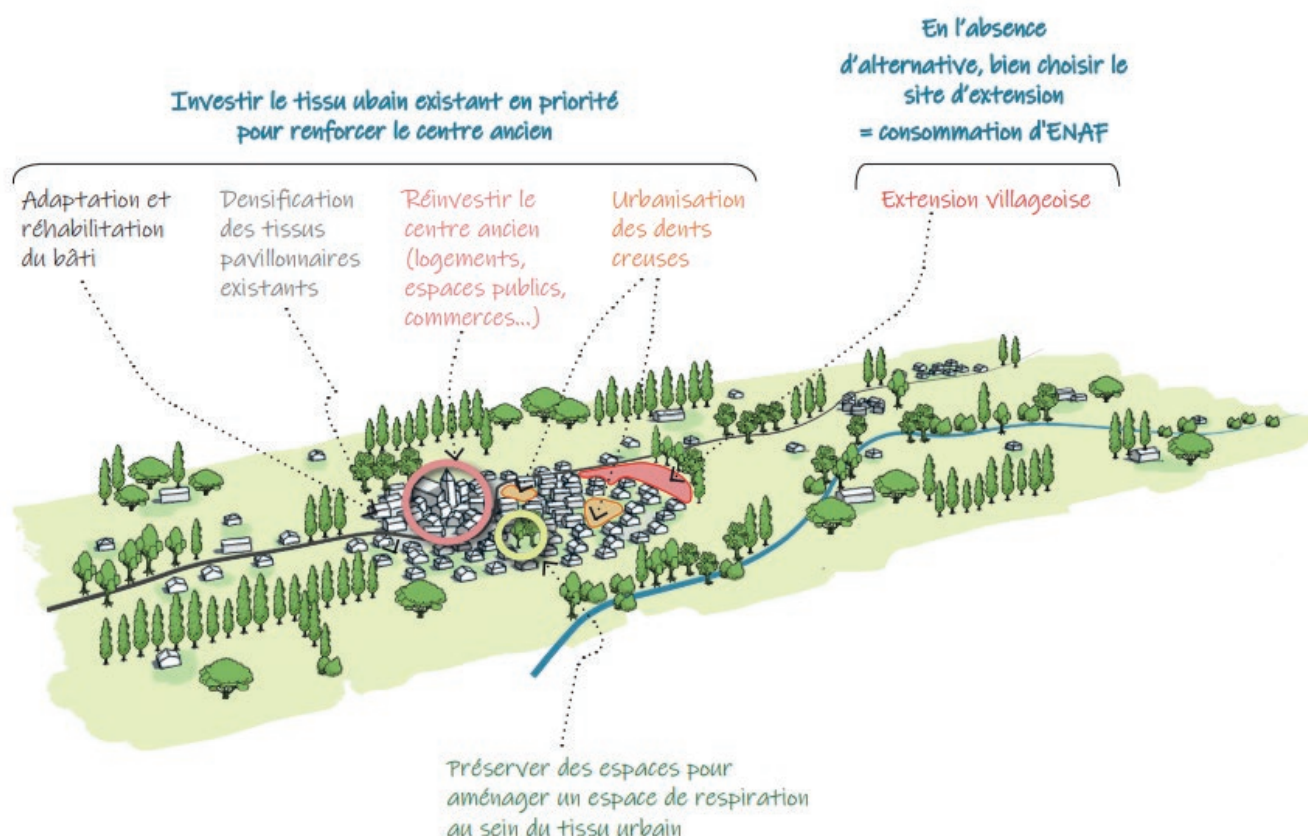 Investir le tissu ubain existant en priorité
pour renforcer le centre ancien
En l'absence
d'alternative, bien choisir le
site d'extension
= consommation d'ENAF
Adaptation et
réhabilitation
du bâti
Densification
des tissus
pavillonnaires
existants
Réinvestir le
centre ancien
(logements,
espaces publics,
commerces...)
Urbanisation
des dents
creuses
Extension villageoise
Préserver des espaces pour
aménager un espace de respiration
au sein du tissu urbain